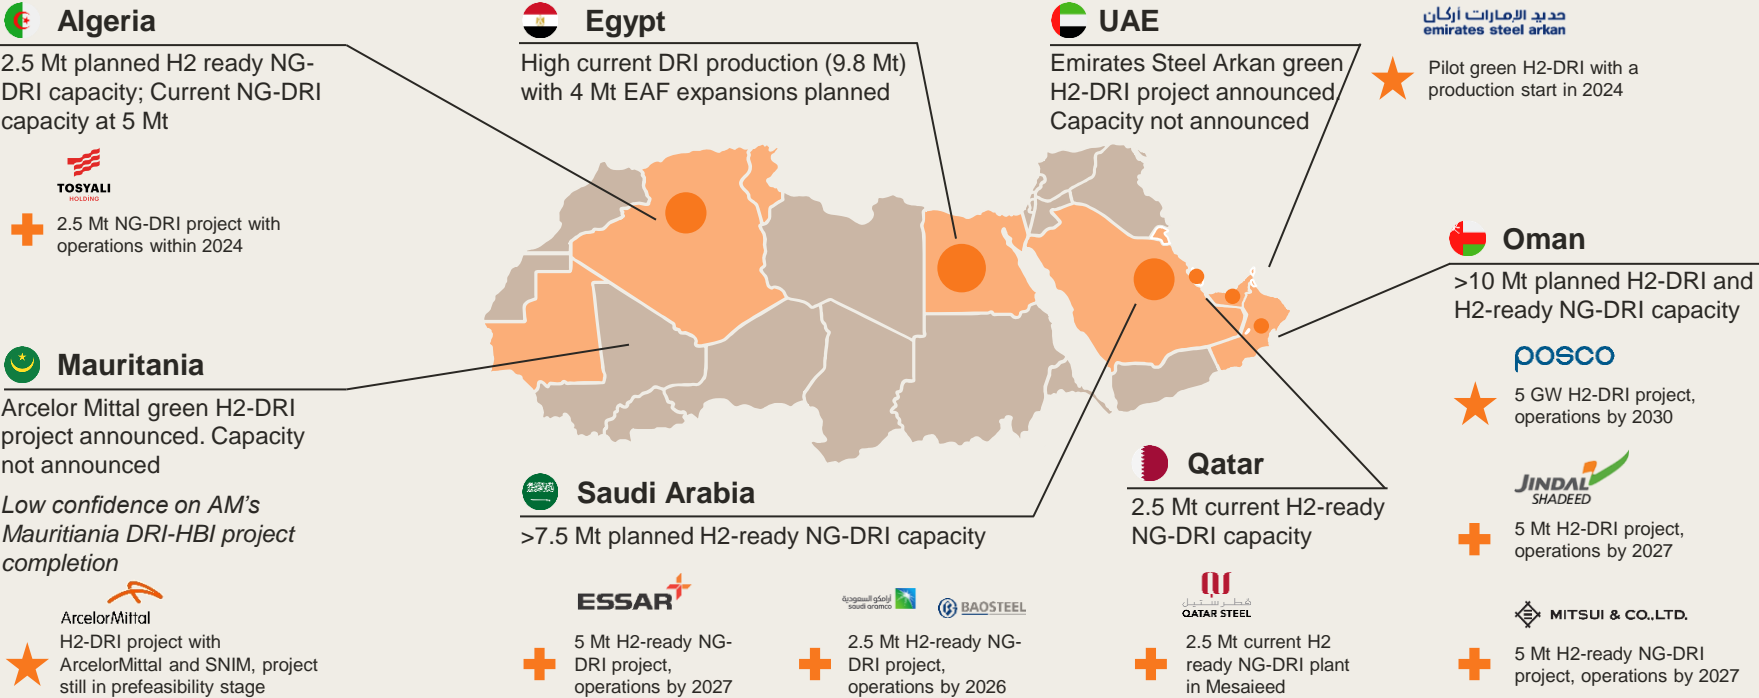 Algeria
2.5 Mt planned H2 ready NG-
DRI capacity; Current NG-DRI
capacity at 5 Mt
TOSYALI
HOLDING
2.5 Mt NG-DRI project with
operations within 2024
Egypt
High current DRI production (9.8 Mt)
with 4 Mt EAF expansions planned
UAE
Emirates Steel Arkan green
H2-DRI project announced.
Capacity not announced
حديد الإمارات أركان
emirates steel arkan
Pilot green H2-DRI with a
production start in 2024
Oman
>10 Mt planned H2-DRI and
H2-ready NG-DRI capacity
posco
5 GW H2-DRI project,
operations by 2030
JINDAL
SHADEED
5 Mt H2-DRI project,
operations by 2027
MITSUI & CO.,LTD.
5 Mt H2-ready NG-DRI
project, operations by 2027
Mauritania
Arcelor Mittal green H2-DRI
project announced. Capacity
not announced
Low confidence on AM's
Mauritiania DRI-HBI project
completion
ArcelorMittal
H2-DRI project with
ArcelorMittal and SNIM, project
still in prefeasibility stage
Saudi Arabia
>7.5 Mt planned H2-ready NG-DRI capacity
ESSAR
5 Mt H2-ready NG-
DRI project,
operations by 2027
أرامكو السعودية
saudi aramco
BAOSTEEL
2.5 Mt H2-ready NG-
DRI project,
operations by 2026
Qatar
2.5 Mt current H2-ready
NG-DRI capacity
قطر ستيل
QATAR STEEL
2.5 Mt current H2
ready NG-DRI plant
in Mesaieed